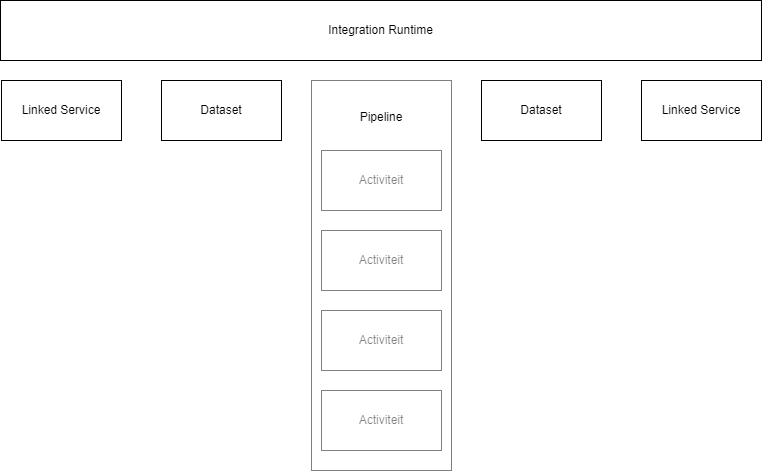 Integration Runtime
Linked Service
Dataset
Pipeline
Dataset
Linked Service
Activiteit
Activiteit
Activiteit
Activiteit